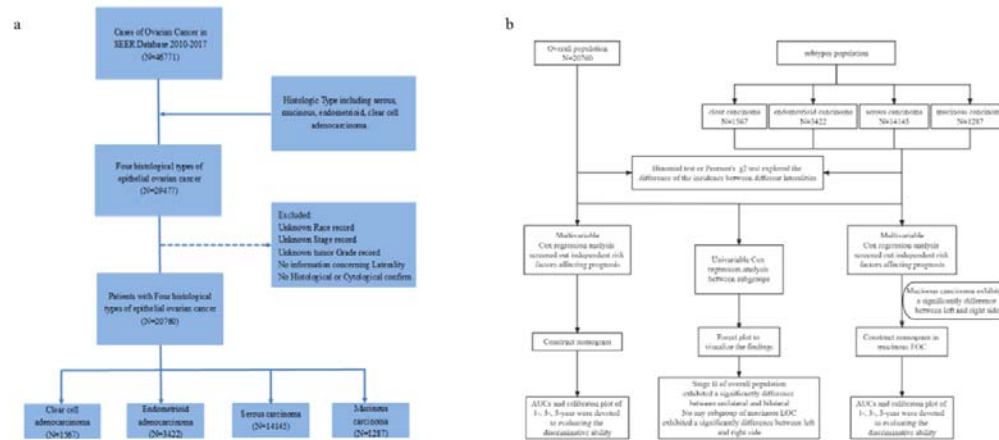 a
Cases of Ovarian Cancer in
SEER Database 2010-2017
(N=46771)
Histologic Type including serous,
mucinous, endometrioid, clear cell
adenocarcinoma.
Four histological types of
epithelial ovarian cancer
(N=29477)
Excluded:
Unknown Race record
Unknown Stage record
Unknown tumor Grade record
No information concerning Laterality
No Histological or Cytological confirm
Patients with Four histological
types of epithelial ovarian cancer
(N=20760)
Clear cell
adenocarcinoma
(N=1567)
Endometrioid
adenocarcinoma
(N=3422)
Serous carcinoma
(N=14145)
Mucinous
carcinoma
(N=1287)
b
Overall population
N=20760
subtypes population
clear carcinoma
N=1567
endometrioid carcinoma
N=3422
serous carcinoma
N=14145
mucinous carcinoma
N=1287
Binomial test or Pearson's χ2 test explored the
difference of the incidence between different lateralities
Multivariable
Cox regression analysis
screened out independent risk
factors affecting prognosis
Univariable Cox
regression analysis
between subgroups
Multivariable
Cox regression analysis
screened out independent risk
factors affecting prognosis
Mucinous carcinoma exhibited
a significantly difference
between left and right side
Construct nomogram
Forest plot to
visualize the findings
Construct nomogram in
mucinous EOC
AUCs and calibration plot of
1-, 3-, 5-year were devoted
to evaluating the
discriminative ability
Stage II of overall population
exhibited a significantly difference
between unilateral and bilateral
No any subgroup of mucinous EOC
exhibited a significantly difference between left
and right side
AUCs and calibration plot of
1-, 3-, 5-year were devoted
to evaluating the
discriminative ability